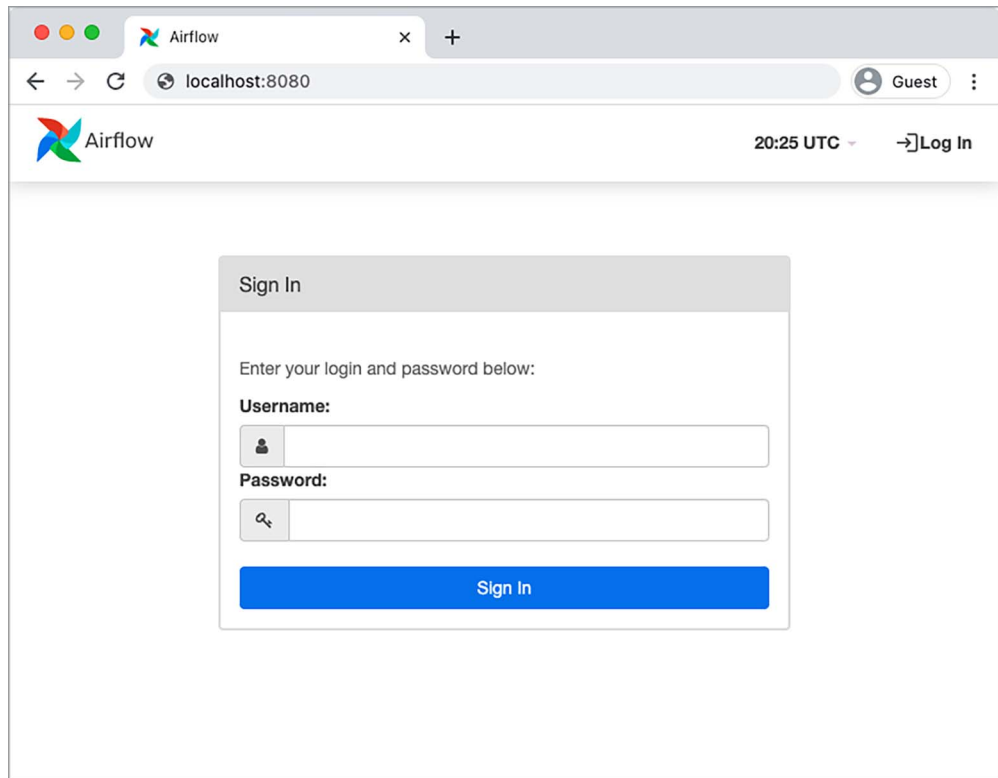 Airflow
localhost:8080
Guest
Airflow
20:25 UTC
Log In
Sign In
Enter your login and password below:
Username:
Password:
Sign In